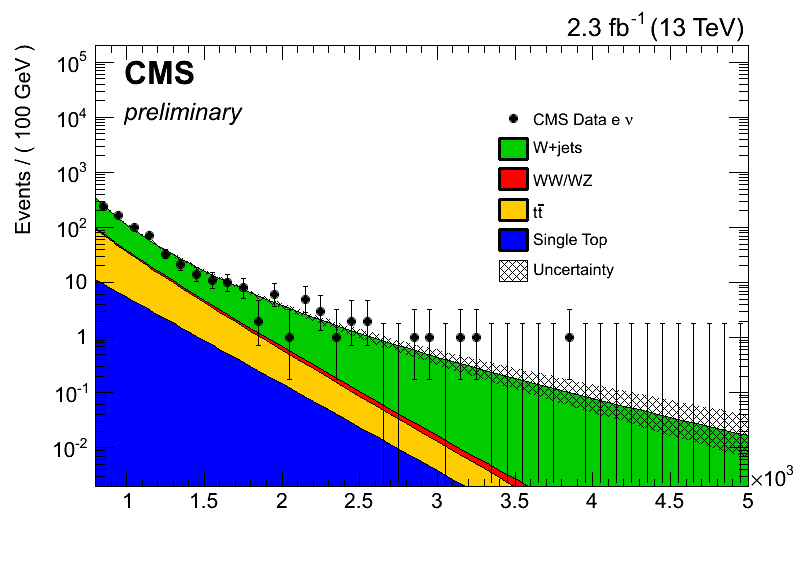 2.3 fb⁻¹ (13 TeV)
CMS
preliminary
Events / ( 100 GeV )
10⁵
10⁴
10³
10²
10
1
10⁻¹
10⁻²
CMS Data e ν
W+jets
WW/WZ
tt̅
Single Top
Uncertainty
1 1.5 2 2.5 3 3.5 4 4.5 5
×10³